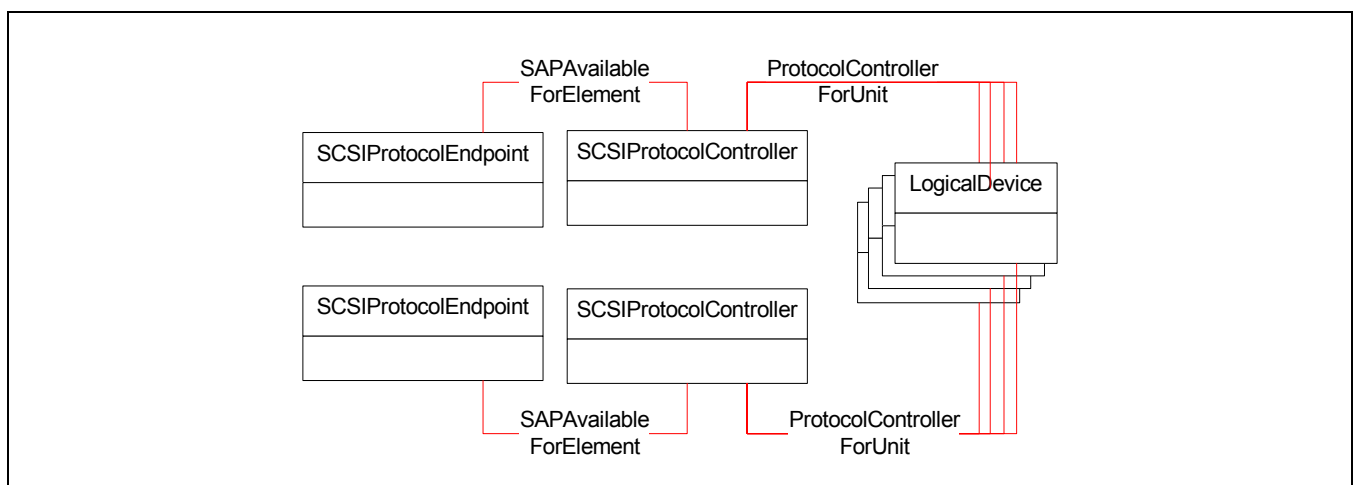 SAPAvailable
ForElement
ProtocolController
ForUnit
SCSIProtocolEndpoint
SCSIProtocolController
LogicalDevice
SCSIProtocolEndpoint
SCSIProtocolController
SAPAvailable
ForElement
ProtocolController
ForUnit